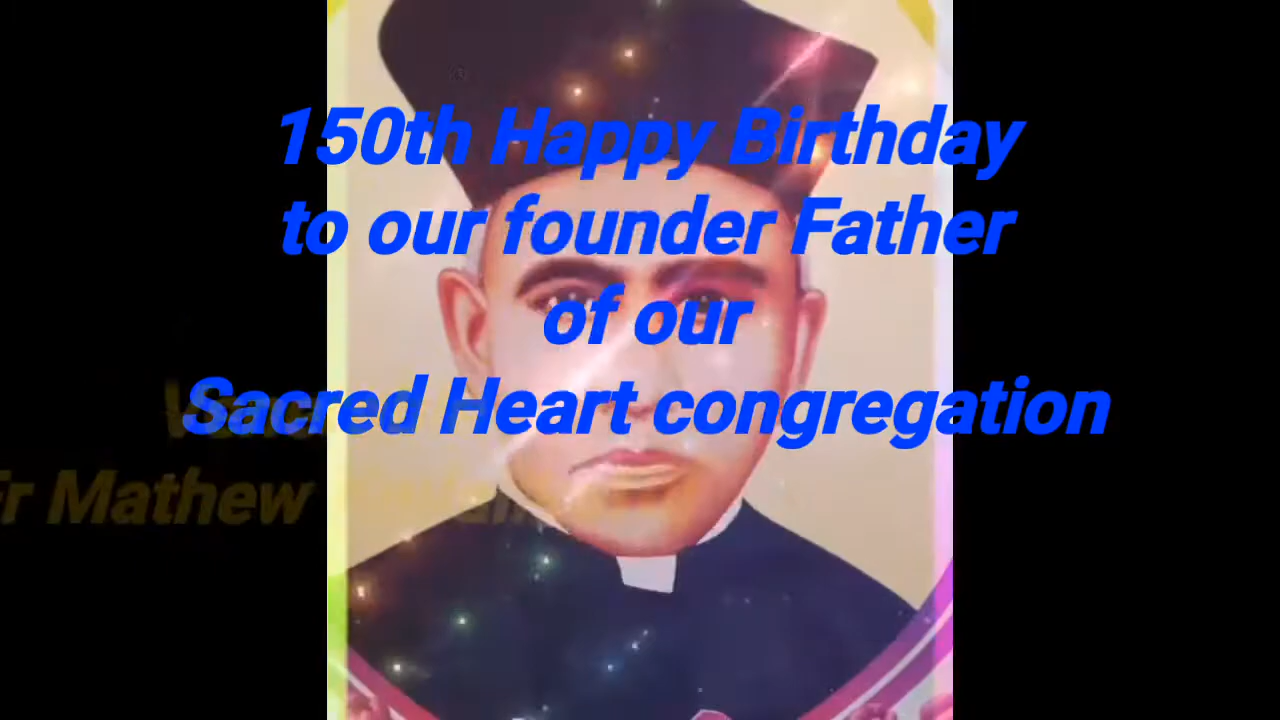 150th Happy Birthday
to our founder Father
of our
Sacred Heart congregation
Fr Mathew